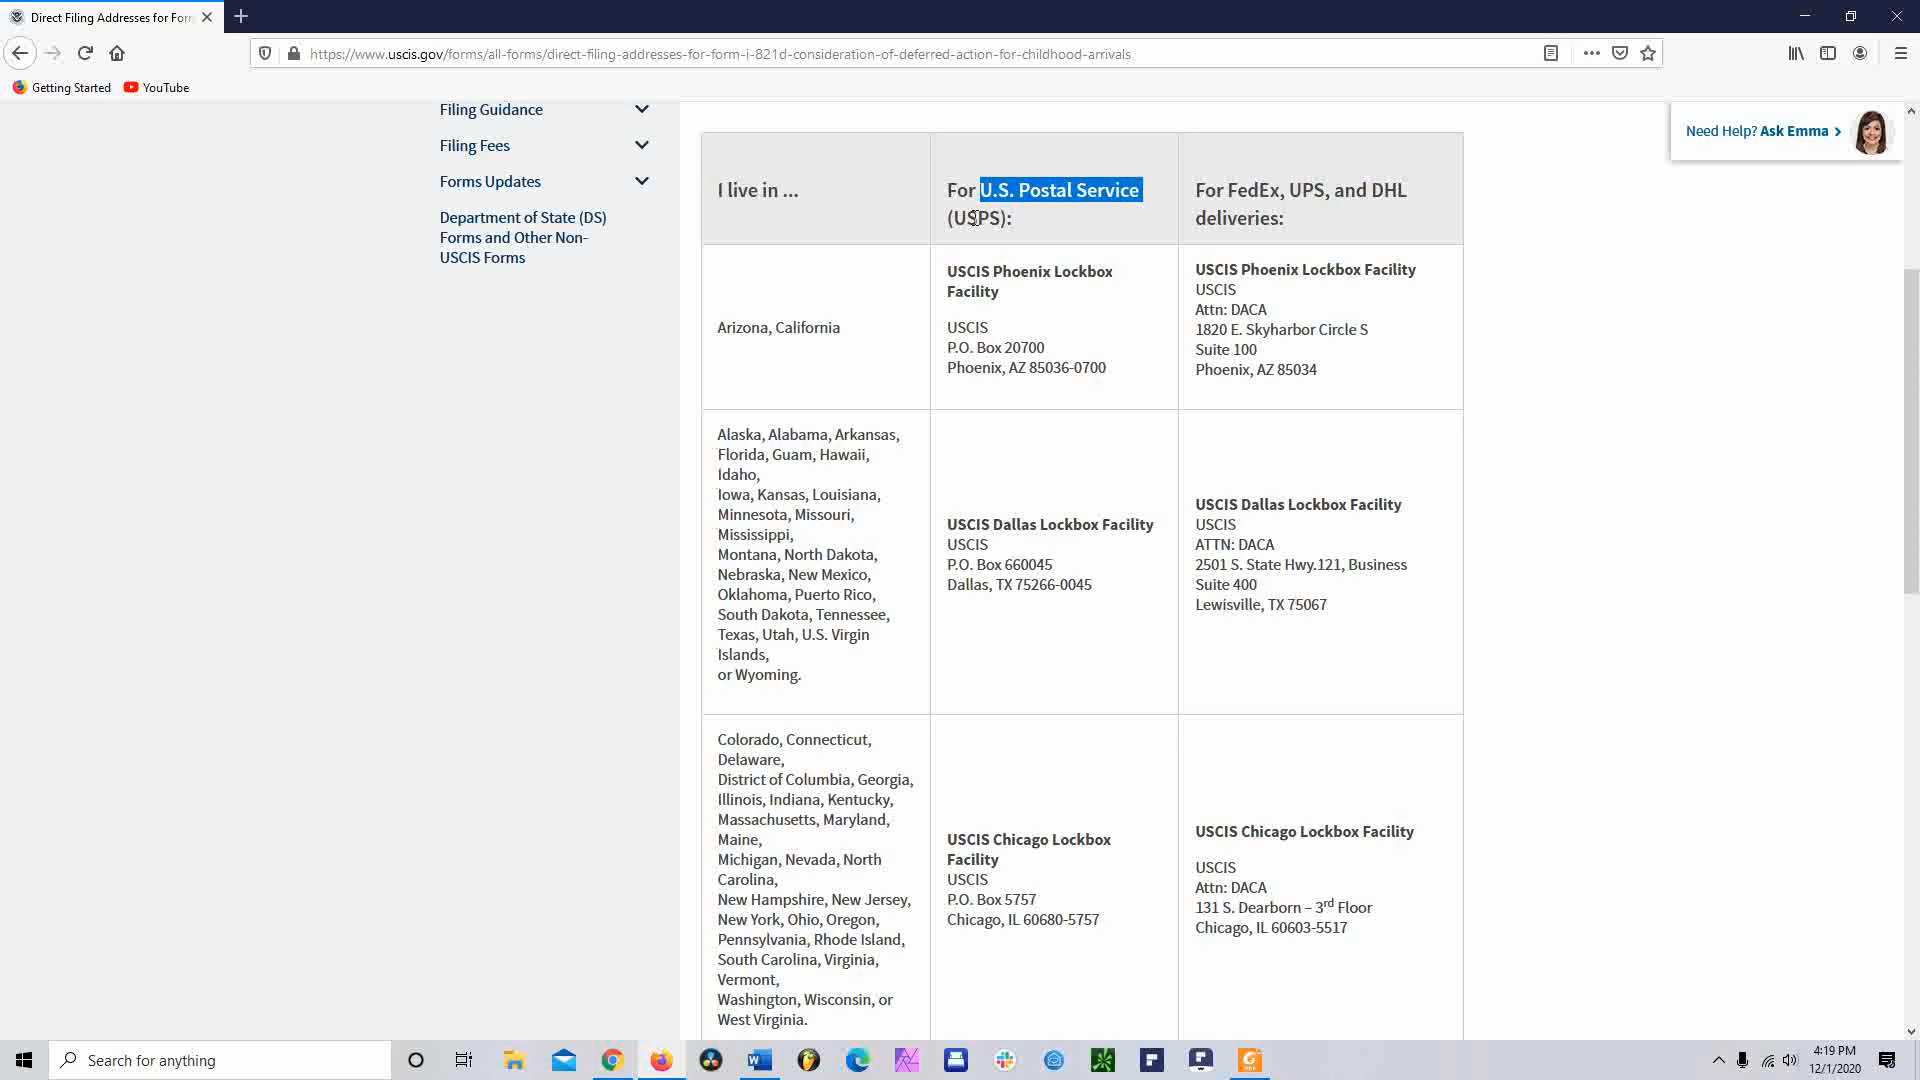 Direct Filing Addresses for For
https://www.uscis.gov/forms/all-forms/direct-filing-addresses-for-form-i-821d-consideration-of-deferred-action-for-childhood-arrivals
Getting Started
YouTube
Filing Guidance
Filing Fees
Forms Updates
Department of State (DS)
Forms and Other Non-
USCIS Forms
Need Help? Ask Emma
I live in ...
For U.S. Postal Service
(USPS):
For FedEx, UPS, and DHL
deliveries:
Arizona, California
USCIS Phoenix Lockbox
Facility
USCIS
P.O. Box 20700
Phoenix, AZ 85036-0700
USCIS Phoenix Lockbox Facility
USCIS
Attn: DACA
1820 E. Skyharbor Circle S
Suite 100
Phoenix, AZ 85034
Alaska, Alabama, Arkansas,
Florida, Guam, Hawaii,
Idaho,
Iowa, Kansas, Louisiana,
Minnesota, Missouri,
Mississippi,
Montana, North Dakota,
Nebraska, New Mexico,
Oklahoma, Puerto Rico,
South Dakota, Tennessee,
Texas, Utah, U.S. Virgin
Islands,
or Wyoming.
USCIS Dallas Lockbox Facility
USCIS
P.O. Box 660045
Dallas, TX 75266-0045
USCIS Dallas Lockbox Facility
USCIS
ATTN: DACA
2501 S. State Hwy.121, Business
Suite 400
Lewisville, TX 75067
Colorado, Connecticut,
Delaware,
District of Columbia, Georgia,
Illinois, Indiana, Kentucky,
Massachusetts, Maryland,
Maine,
Michigan, Nevada, North
Carolina,
New Hampshire, New Jersey,
New York, Ohio, Oregon,
Pennsylvania, Rhode Island,
South Carolina, Virginia,
Vermont,
Washington, Wisconsin, or
West Virginia.
USCIS Chicago Lockbox
Facility
USCIS
P.O. Box 5757
Chicago, IL 60680-5757
USCIS Chicago Lockbox Facility
USCIS
Attn: DACA
131 S. Dearborn – 3rd Floor
Chicago, IL 60603-5517
Search for anything
4:19 PM
12/1/2020